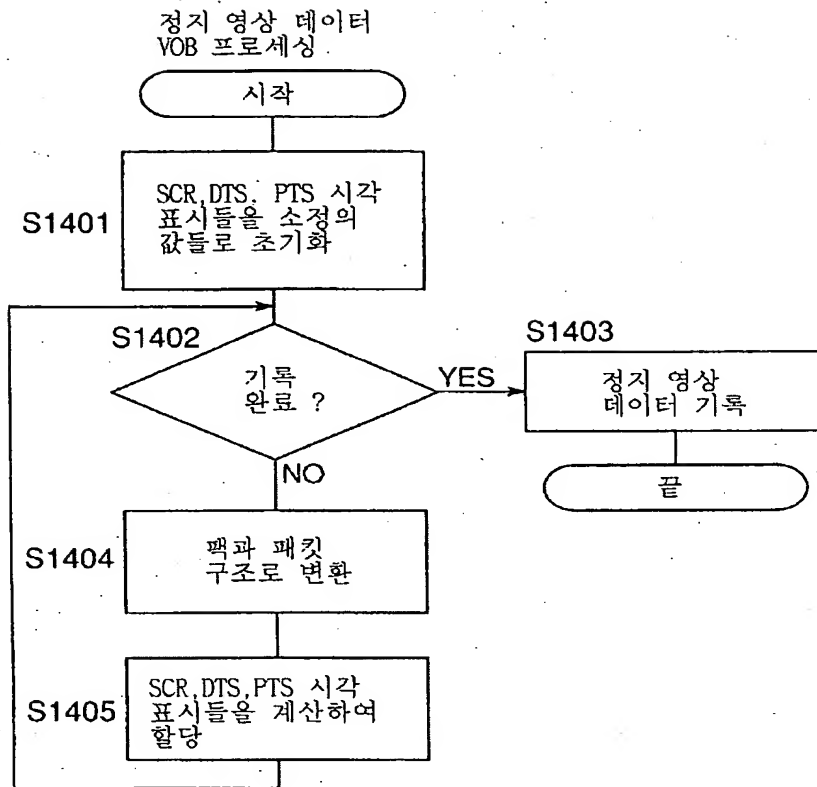 정지 영상 데이터
VOB 프로세싱
시작
S1401
SCR,DTS. PTS 시각
표시들을 소정의
값들로 초기화
S1402
기록
완료 ?
YES
S1403
정지 영상
데이터 기록
끝
NO
S1404
팩과 패킷
구조로 변환
S1405
SCR,DTS,PTS 시각
표시들을 계산하여
할당